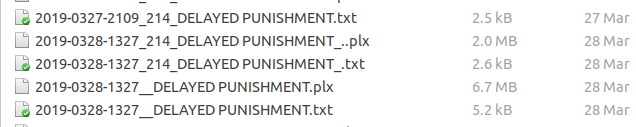 2019-0327-2109_214_DELAYED PUNISHMENT.txt 2.5 kB 27 Mar
2019-0328-1327_214_DELAYED PUNISHMENT_..plx 2.0 MB 28 Mar
2019-0328-1327_214_DELAYED PUNISHMENT_.txt 2.6 kB 28 Mar
2019-0328-1327__DELAYED PUNISHMENT.plx 6.7 MB 28 Mar
2019-0328-1327__DELAYED PUNISHMENT.txt 5.2 kB 28 Mar